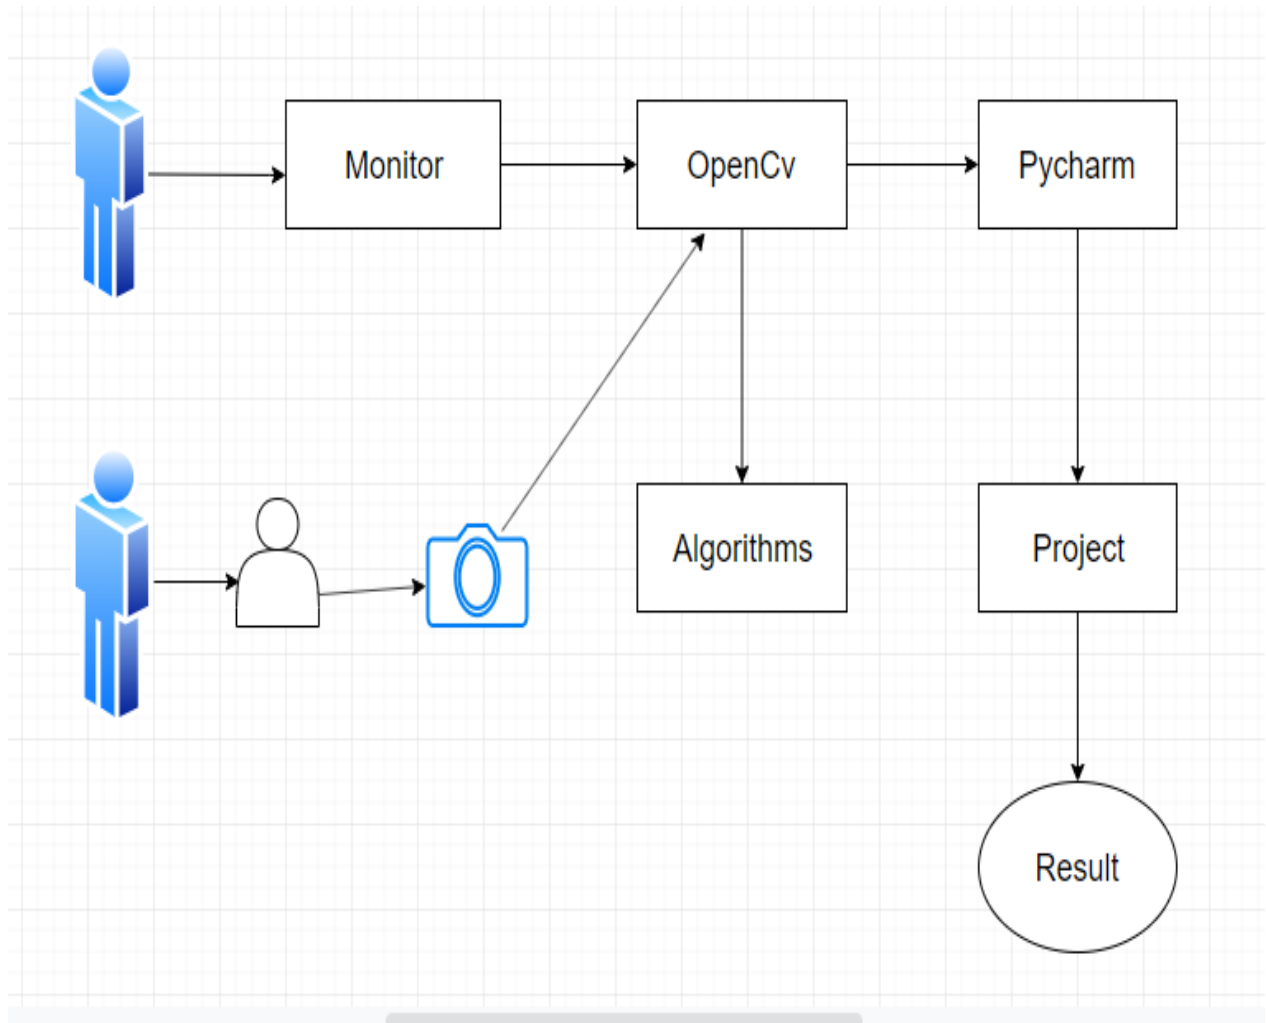 Monitor
OpenCv
Pycharm
Algorithms
Project
Result